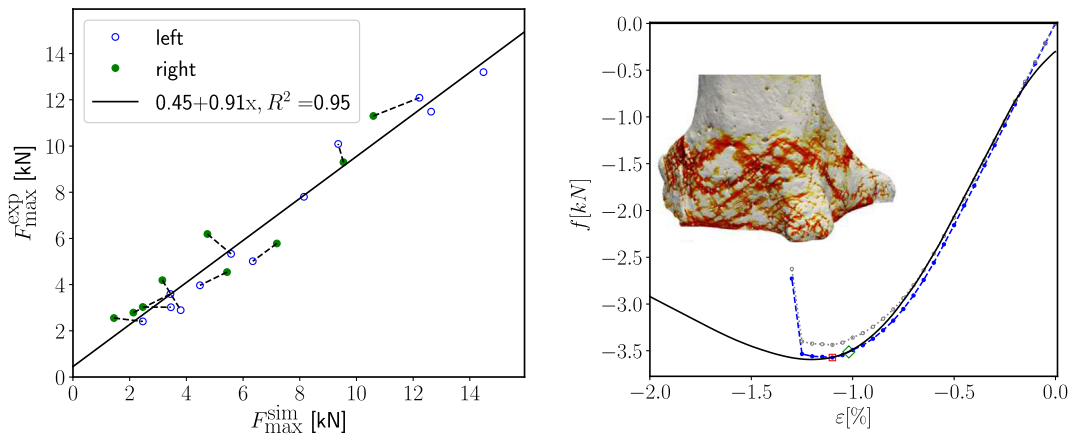 left
right
0.45+0.91x, R² =0.95
14
12
10
8
6
4
2
0
0 2 4 6 8 10 12 14
F_max^exp [kN]
F_max^sim [kN]
0.0
−0.5
−1.0
−1.5
−2.0
−2.5
−3.0
−3.5
−2.0 −1.5 −1.0 −0.5 0.0
f[kN]
ε[%]